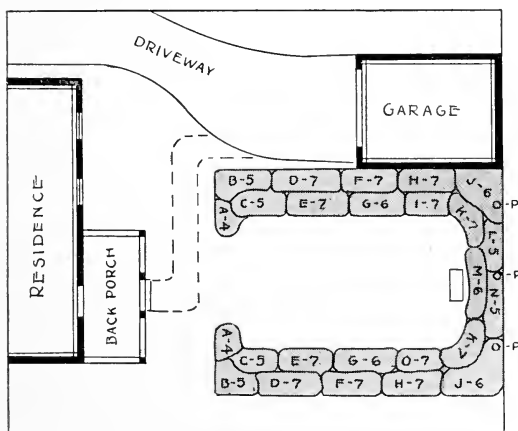 DRIVEWAY
GARAGE
RESIDENCE
BACK PORCH
B-5 D-7 F-7 H-7 J-6
A-4 C-5 E-7 G-6 I-7 K-7
P
L-5
M-6
P
N-5
P
A-4 C-5 E-7 G-6 O-7 K-7
B-5 D-7 F-7 H-7 J-6